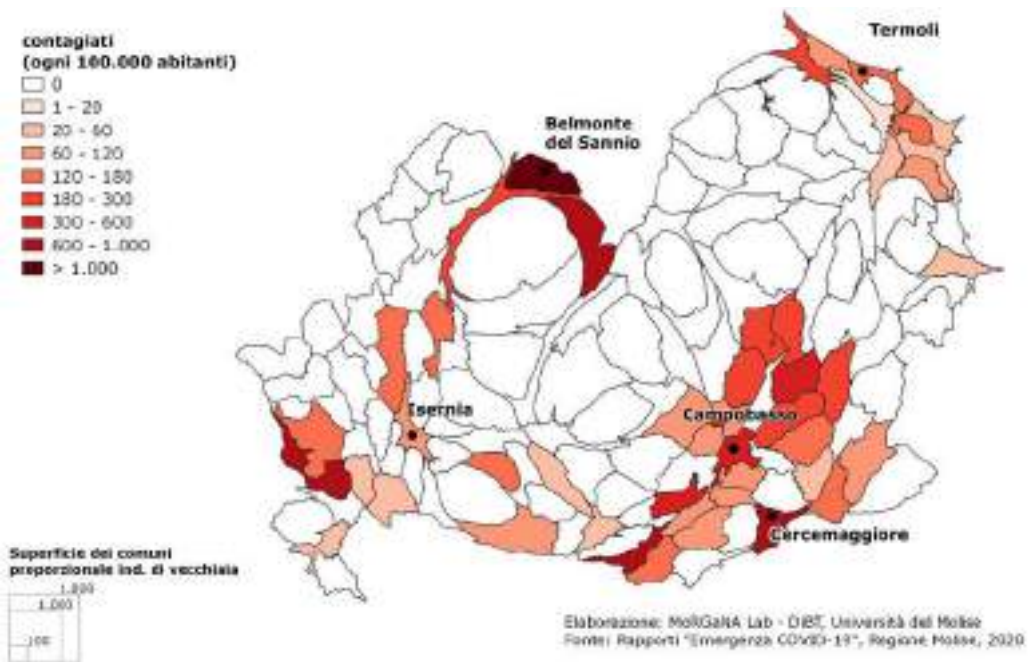 contagiati
(ogni 100.000 abitanti)
0
1 - 20
20 - 60
60 - 120
120 - 180
180 - 300
300 - 600
600 - 1.000
> 1.000
Termoli
Belmonte
del Sannio
Isernia
Campobasso
Cercemaggiore
Superficie dei comuni
proporzionale ind. di vecchiaia
1.000
100
Elaborazione: MoRGaNA Lab - DiBT, Università del Molise
Fonte: Rapporti "Emergenza COVID-19", Regione Molise, 2020